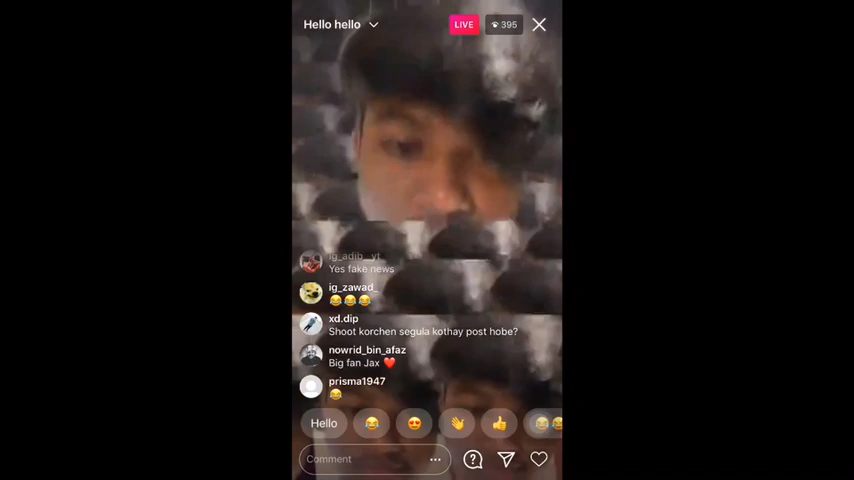 Hello hello
LIVE
395
ig_adib__yt
Yes fake news
ig_zawad_
😂😂😂
xd.dip
Shoot korchen segula kothay post hobe?
nowrid_bin_afaz
Big fan Jax ❤️
prisma1947
😂
Hello
Comment